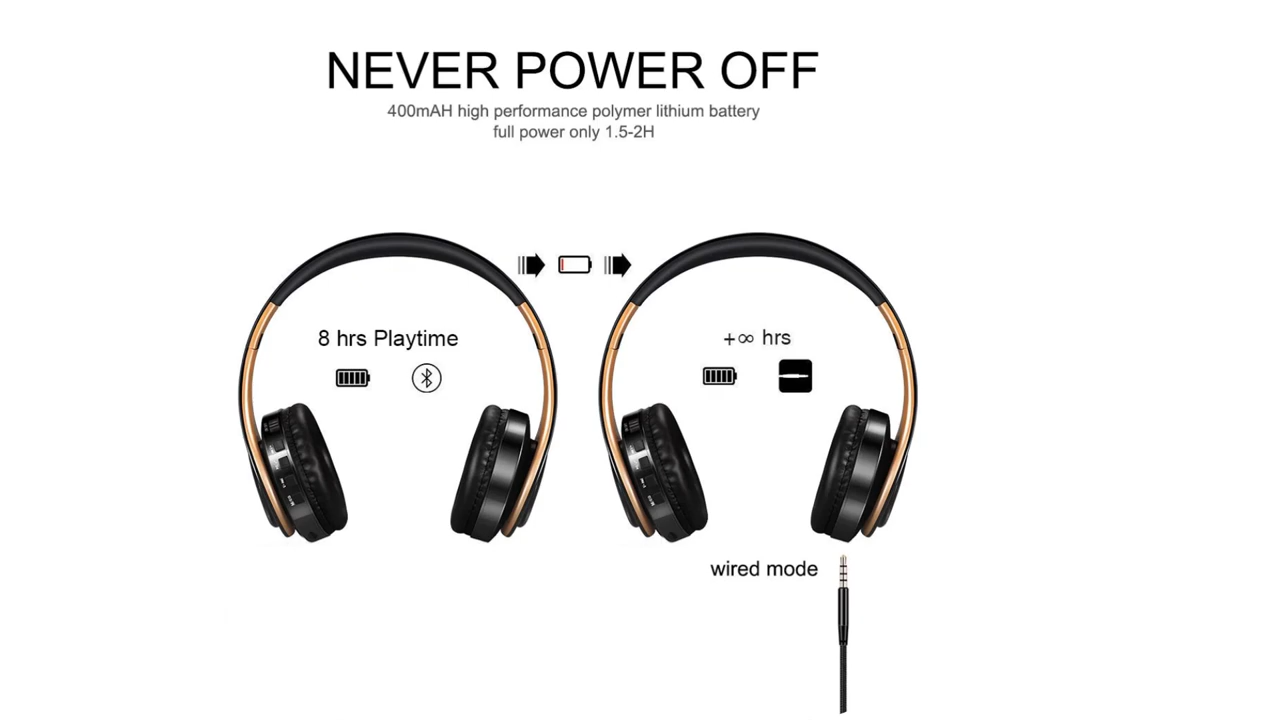 NEVER POWER OFF
400mAH high performance polymer lithium battery
full power only 1.5-2H
8 hrs Playtime
+∞ hrs
wired mode